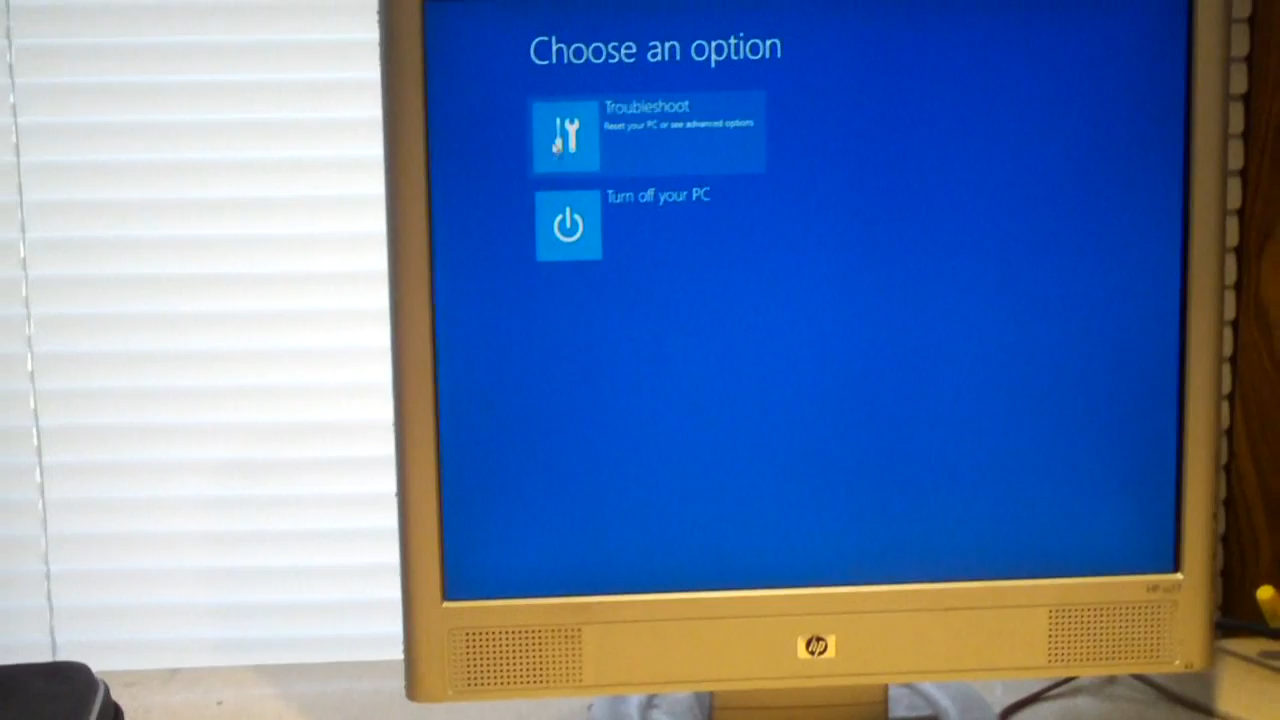 Choose an option
Troubleshoot
Reset your PC or see advanced options
Turn off your PC
hp